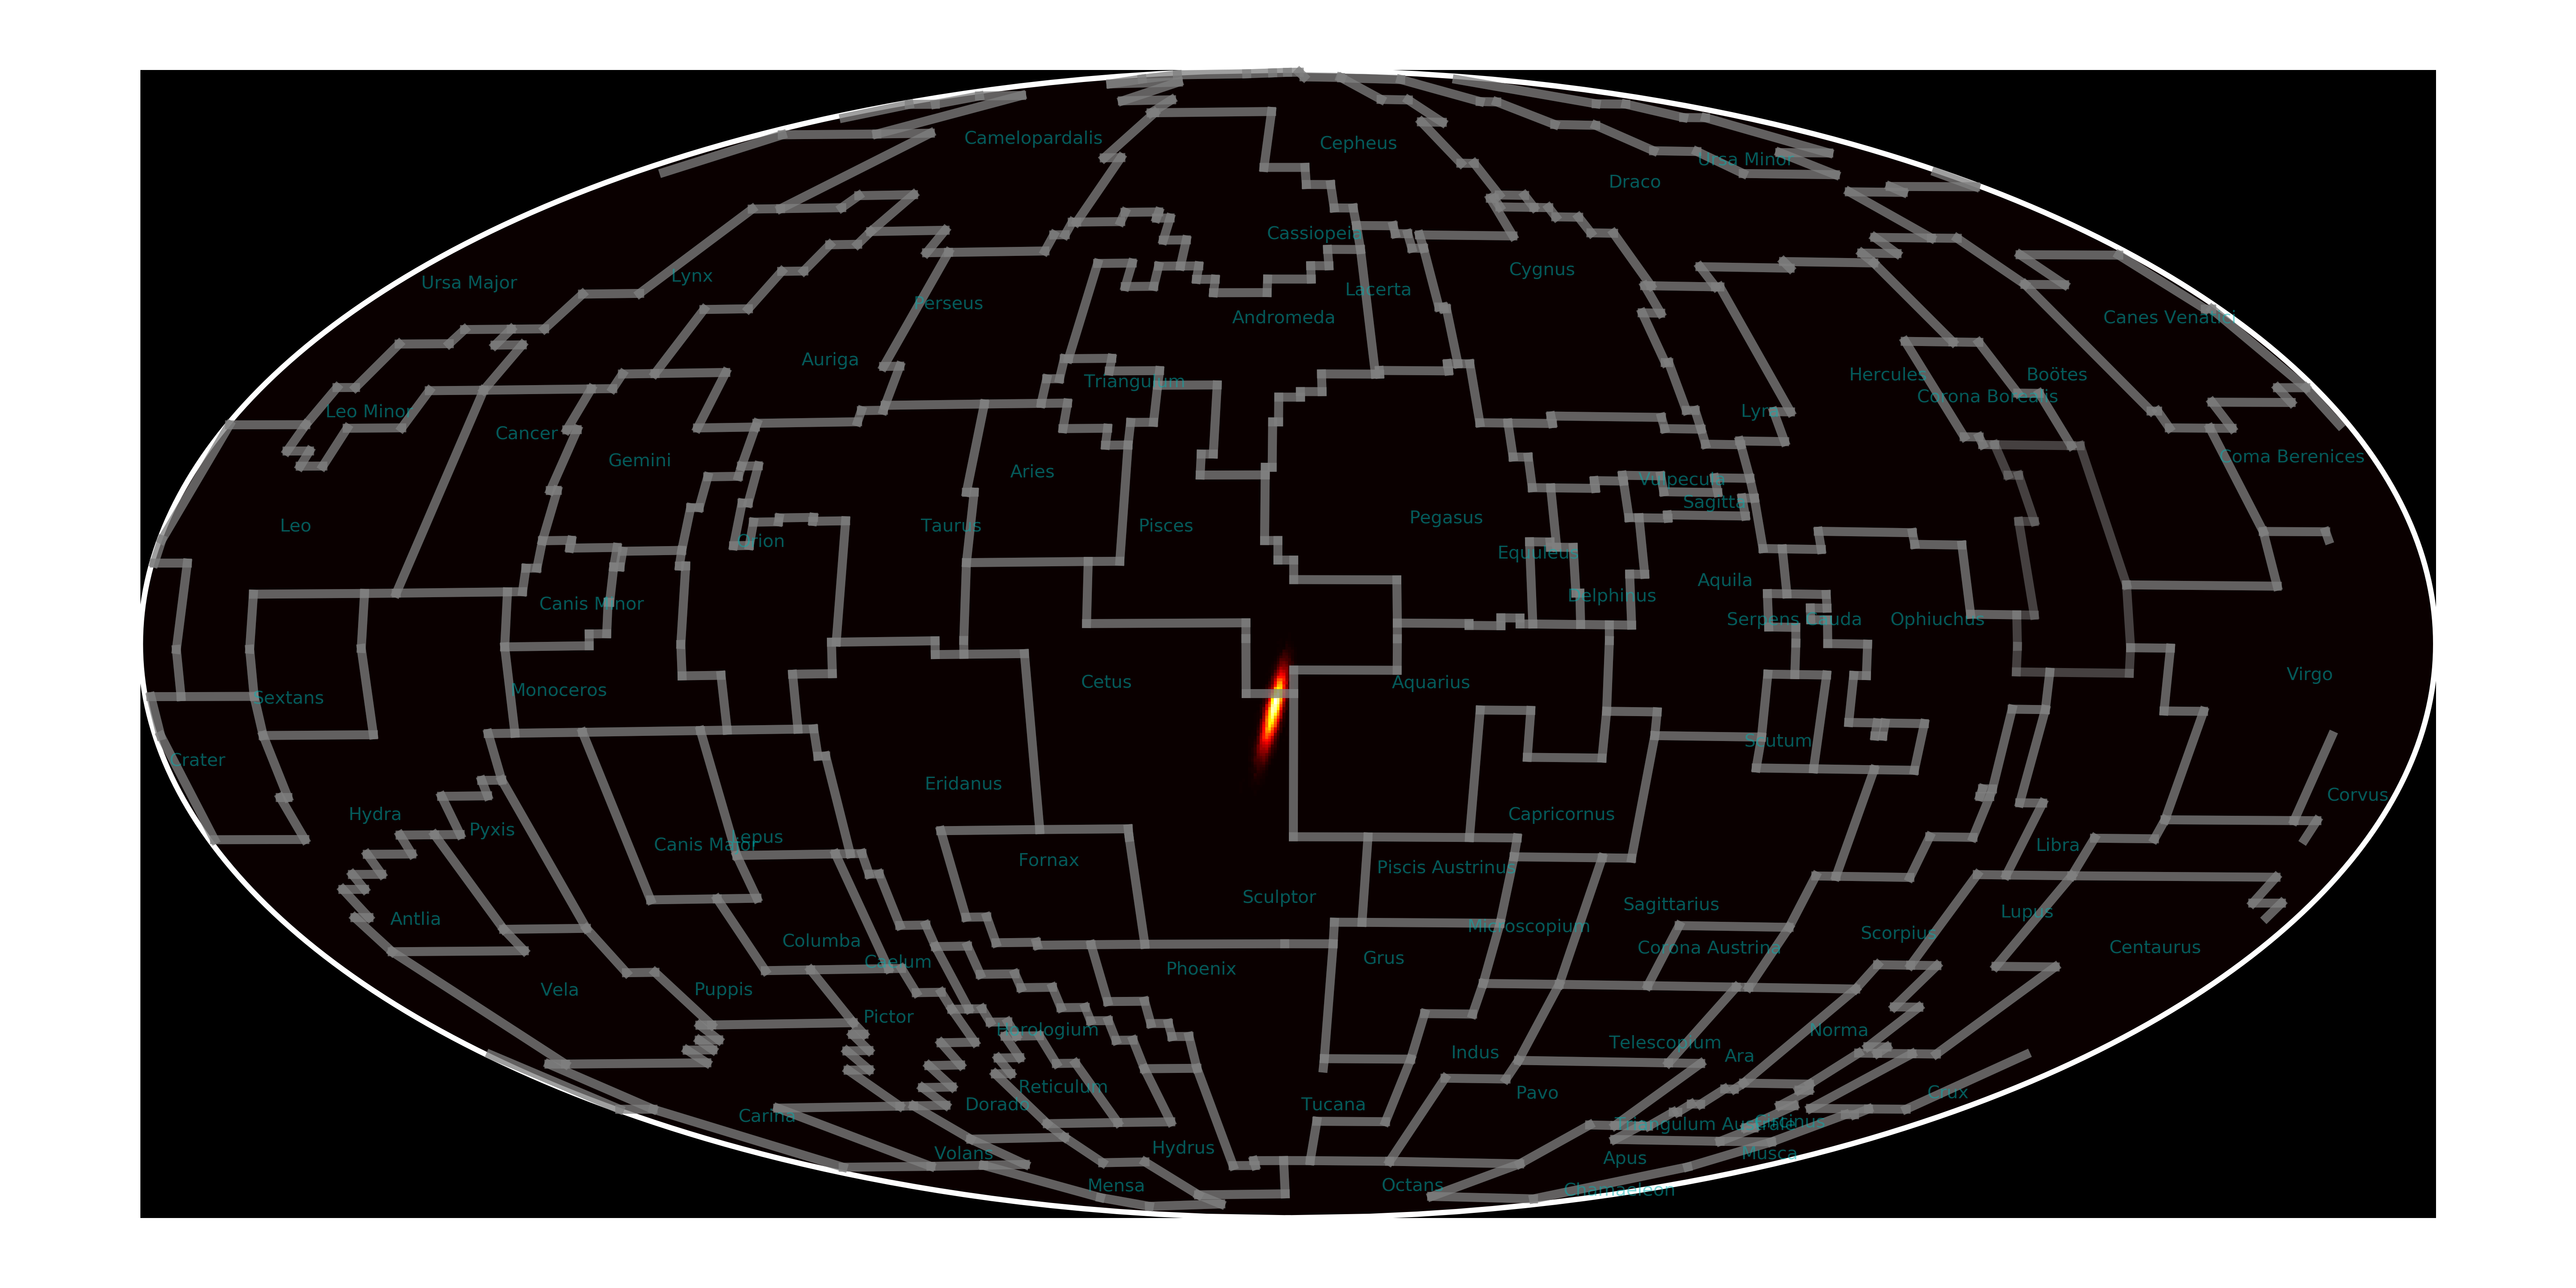 Camelopardalis
Cepheus
Ursa Minor
Draco
Cassiopeia
Cygnus
Lynx
Ursa Major
Lacerta
Perseus
Andromeda
Canes Venatici
Auriga
Hercules
Boötes
Triangulum
Corona Borealis
Leo Minor
Lyra
Cancer
Coma Berenices
Gemini
Aries
Vulpecula
Sagitta
Pegasus
Leo
Taurus
Pisces
Orion
Equuleus
Aquila
Delphinus
Canis Minor
Serpens Cauda
Ophiuchus
Virgo
Cetus
Aquarius
Monoceros
Sextans
Scutum
Crater
Eridanus
Corvus
Hydra
Capricornus
Pyxis
Lepus
Canis Major
Libra
Fornax
Piscis Austrinus
Sculptor
Sagittarius
Lupus
Antlia
Microscopium
Scorpius
Columba
Corona Austrina
Centaurus
Grus
Caelum
Phoenix
Vela
Puppis
Pictor
Horologium
Norma
Telescopium
Indus
Ara
Reticulum
Pavo
Crux
Dorado
Tucana
Carina
Triangulum Australe
Circinus
Hydrus
Volans
Musca
Apus
Mensa
Octans
Chamaeleon